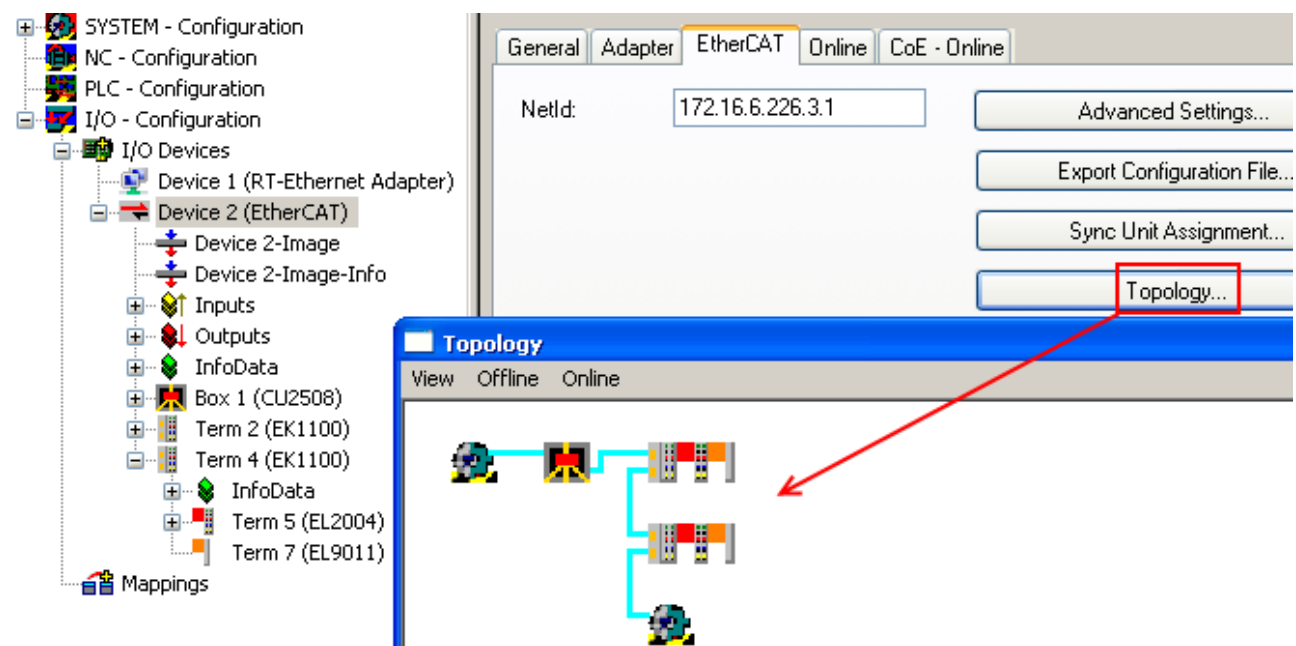 SYSTEM - Configuration
NC - Configuration
PLC - Configuration
I/O - Configuration
I/O Devices
Device 1 (RT-Ethernet Adapter)
Device 2 (EtherCAT)
Device 2-Image
Device 2-Image-Info
Inputs
Outputs
InfoData
Box 1 (CU2508)
Term 2 (EK1100)
Term 4 (EK1100)
InfoData
Term 5 (EL2004)
Term 7 (EL9011)
Mappings
General Adapter EtherCAT Online CoE - Online
NetId: 172.16.6.226.3.1 Advanced Settings...
Export Configuration File...
Sync Unit Assignment...
Topology...
Topology
View Offline Online